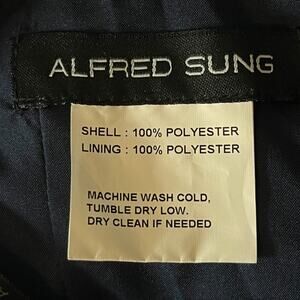 ALFRED SUNG
SHELL : 100% POLYESTER
LINING : 100% POLYESTER
MACHINE WASH COLD,
TUMBLE DRY LOW.
DRY CLEAN IF NEEDED